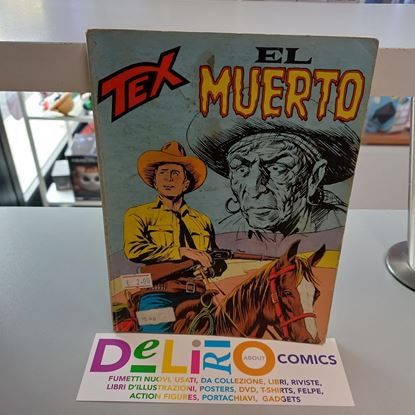 EL
TEX
MUERTO
DeLiRiO ABOUT COMICS
FUMETTI NUOVI, USATI, DA COLLEZIONE, LIBRI, RIVISTE,
LIBRI D'ILLUSTRAZIONI, POSTERS, DVD, T-SHIRTS, FELPE,
ACTION FIGURES, PORTACHIAVI, GADGETS